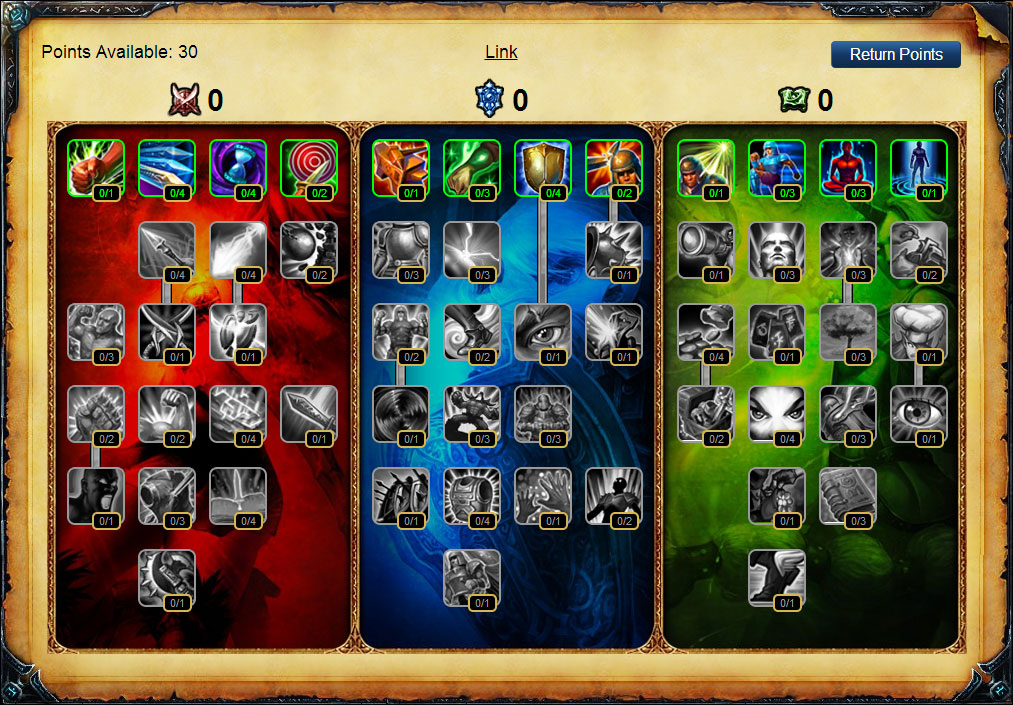 Points Available: 30 Link Return Points
0 0 0
0/1 0/4 0/4 0/2 0/1 0/3 0/4 0/2 0/1 0/3 0/3 0/1
0/4 0/4 0/2 0/3 0/3 0/1 0/1 0/3 0/3 0/2
0/3 0/1 0/1 0/2 0/2 0/1 0/1 0/4 0/1 0/3 0/1
0/2 0/2 0/4 0/1 0/1 0/3 0/3 0/2 0/4 0/3 0/1
0/1 0/3 0/4 0/1 0/4 0/1 0/2 0/1 0/3
0/1 0/1 0/1